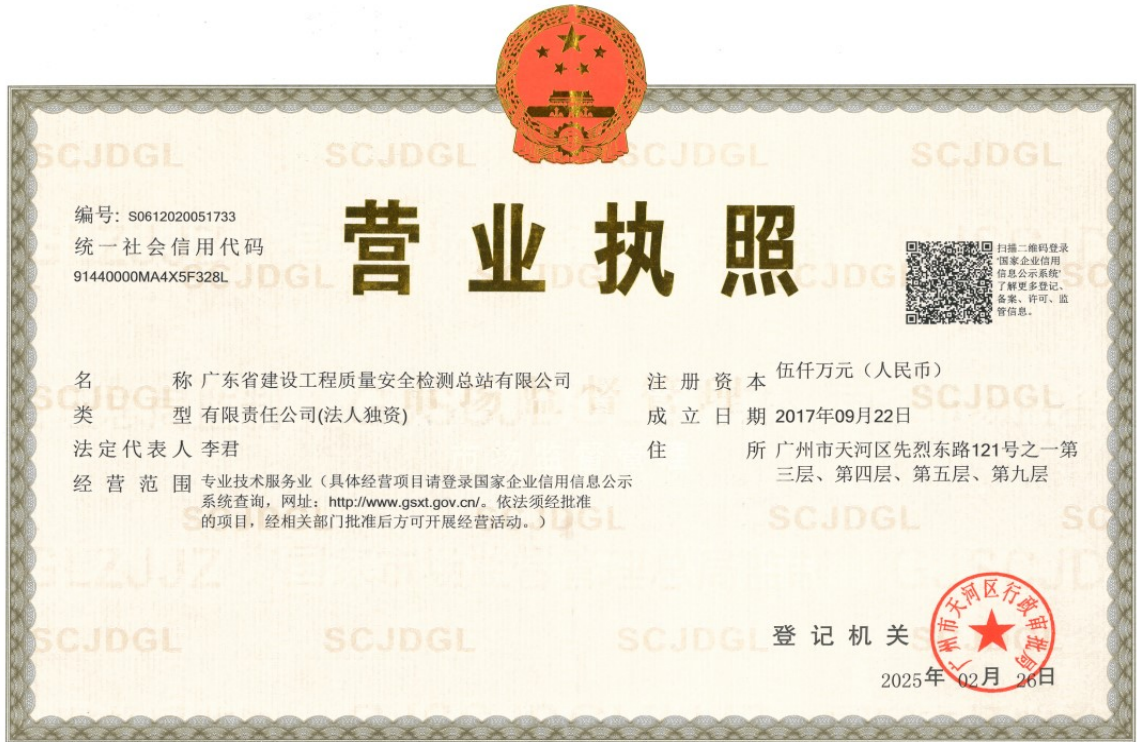 编号: S0612020051733
统一社会信用代码
91440000MA4X5F328L
营业执照
扫描二维码登录
'国家企业信用
信息公示系统'
了解更多登记、
备案、许可、监
管信息。
名称 广东省建设工程质量安全检测总站有限公司
类型 有限责任公司(法人独资)
法定代表人 李君
经营范围 专业技术服务业（具体经营项目请登录国家企业信用信息公示
系统查询，网址：http://www.gsxt.gov.cn/。依法须经批准
的项目，经相关部门批准后方可开展经营活动。）
注册资本 伍仟万元（人民币）
成立日期 2017年09月22日
住所 广州市天河区先烈东路121号之一第
三层、第四层、第五层、第九层
登记机关
广州市天河区行政审批局
2025年 02月 26日
SCJDGL
SCJDGL
SCJDGL
SCJDGL
SCJDGL
SCJDGL
SCJDGL
SCJDGL
SCJDGL
SCJDGL
SCJDGL